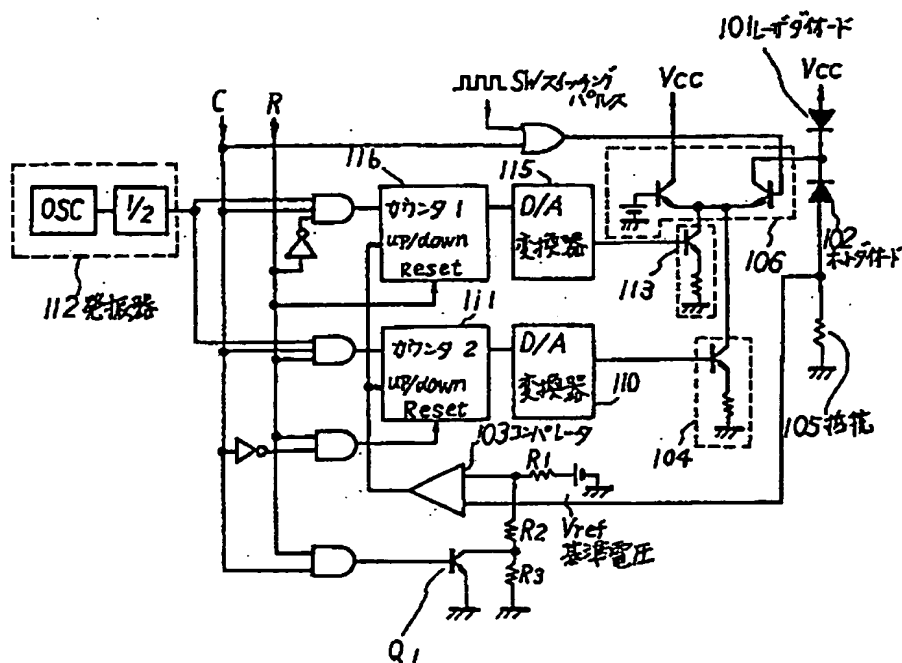 101レーザダイオード
SWスイッチング
パルス
Vcc
Vcc
C
R
116
115
OSC
1/2
カウンタ 1
up/down
Reset
D/A
変換器
113
106
102
ホトダイオード
112発振器
111
カウンタ 2
up/down
Reset
D/A
変換器
110
104
105抵抗
103コンパレータ
R1
R2
Vref
基準電圧
R3
Q1